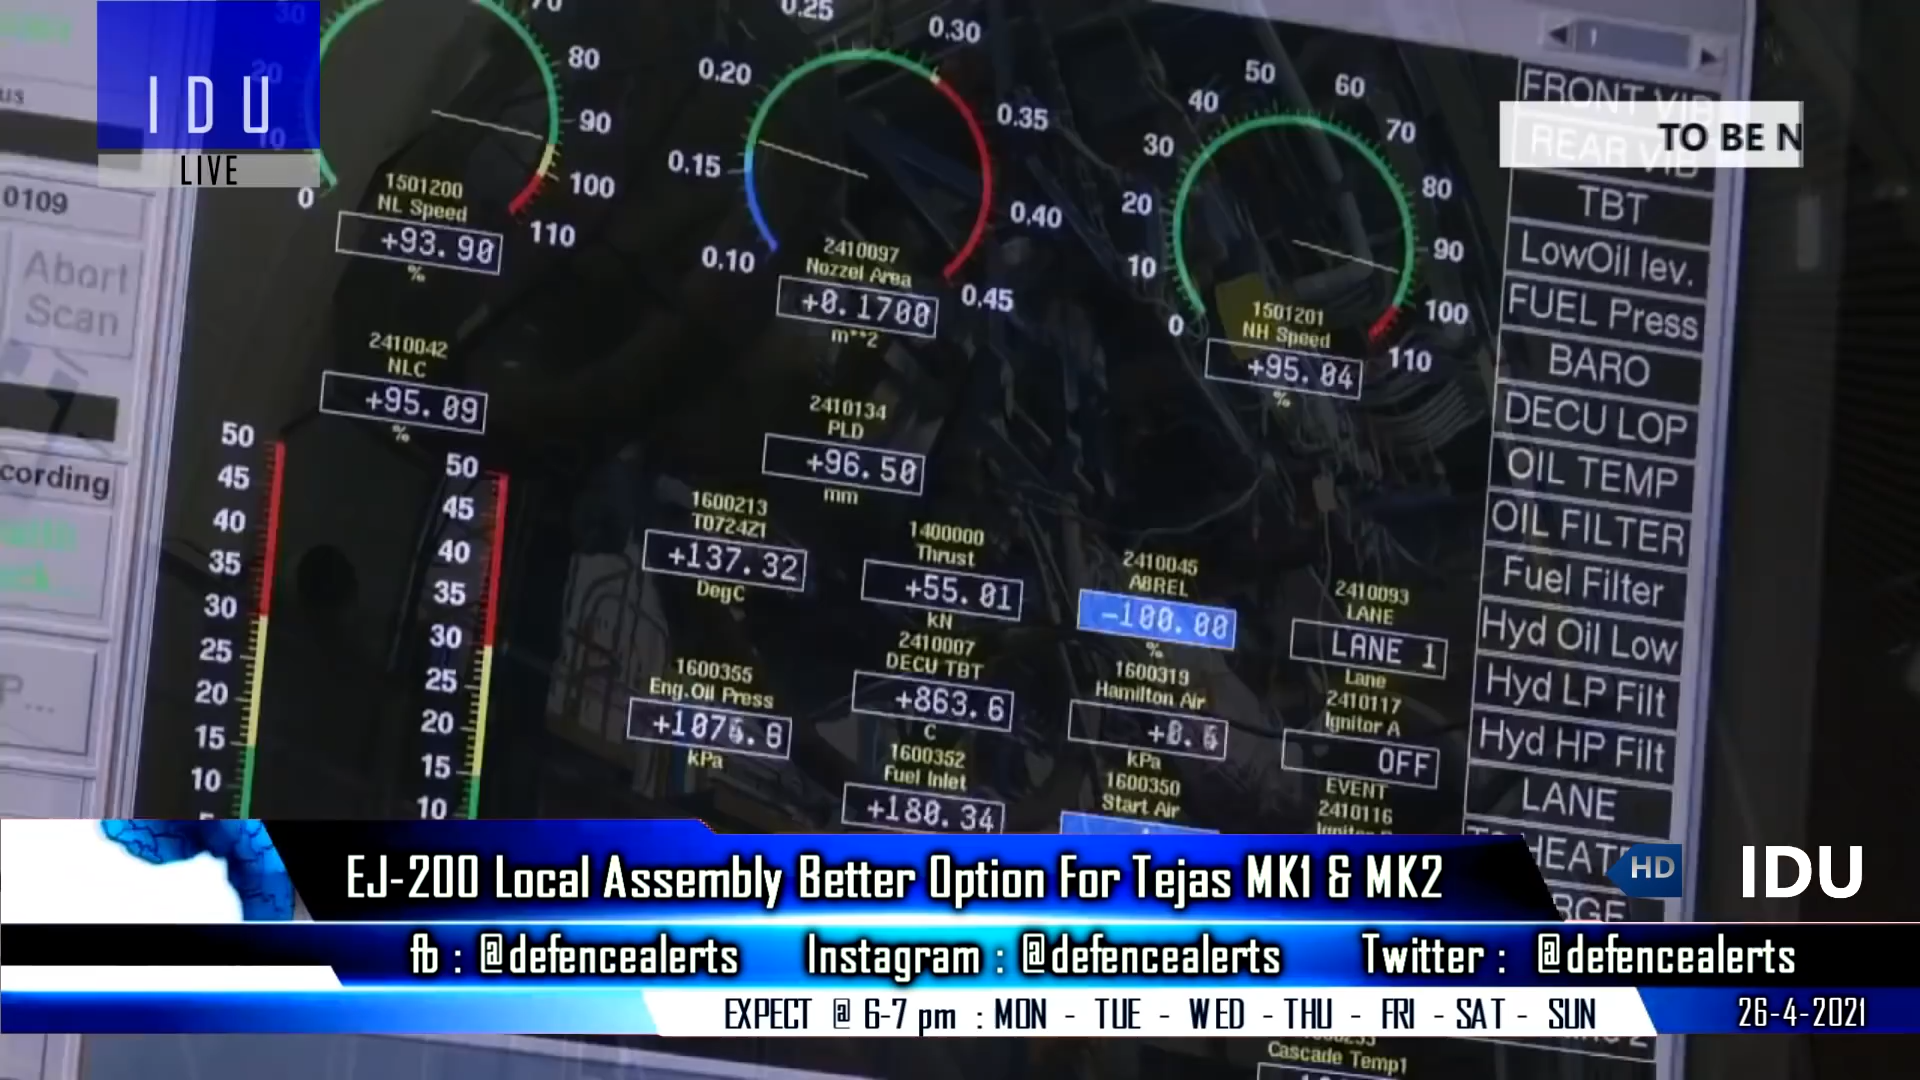 IDU
LIVE
TO BE N
0109
Abort
Scan
cording
30
20
10
0
70
80
90
100
110
1501200
NL Speed
+93.90
%
2410042
NLC
+95.09
%
0.10
0.15
0.20
0.25
0.30
0.35
0.40
0.45
2410097
Nozzel Area
+0.1700
m**2
2410134
PLD
+96.50
mm
0
10
20
30
40
50
60
70
80
90
100
110
1501201
NH Speed
+95.04
%
50
45
40
35
30
25
20
15
10
50
45
40
35
30
25
20
15
10
1600213
T0724Z1
+137.32
DegC
1400000
Thrust
+55.01
kN
2410045
ABREL
-100.00
%
2410093
LANE
LANE 1
Lane
1600355
Eng.Oil Press
kPa
2410007
DECU TBT
+863.6
C
1600319
Hamilton Air
kPa
2410117
Ignitor A
OFF
1600352
Fuel Inlet
+180.34
1600350
Start Air
EVENT
2410116
FRONT VIB
REAR VIB
TBT
LowOil lev.
FUEL Press
BARO
DECU LOP
OIL TEMP
OIL FILTER
Fuel Filter
Hyd Oil Low
Hyd LP Filt
Hyd HP Filt
LANE
EJ-200 Local Assembly Better Option For Tejas MK1 & MK2
HD
IDU
fb : @defencealerts Instagram : @defencealerts Twitter : @defencealerts
EXPECT @ 6-7 pm : MON - TUE - WED - THU - FRI - SAT - SUN
26-4-2021
Cascade Temp1